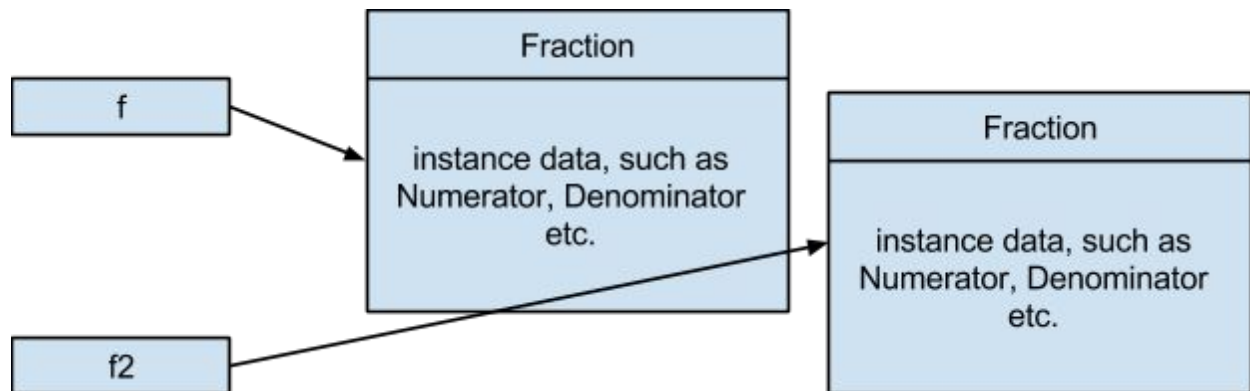 f
Fraction
instance data, such as
Numerator, Denominator
etc.
Fraction
instance data, such as
Numerator, Denominator
etc.
f2